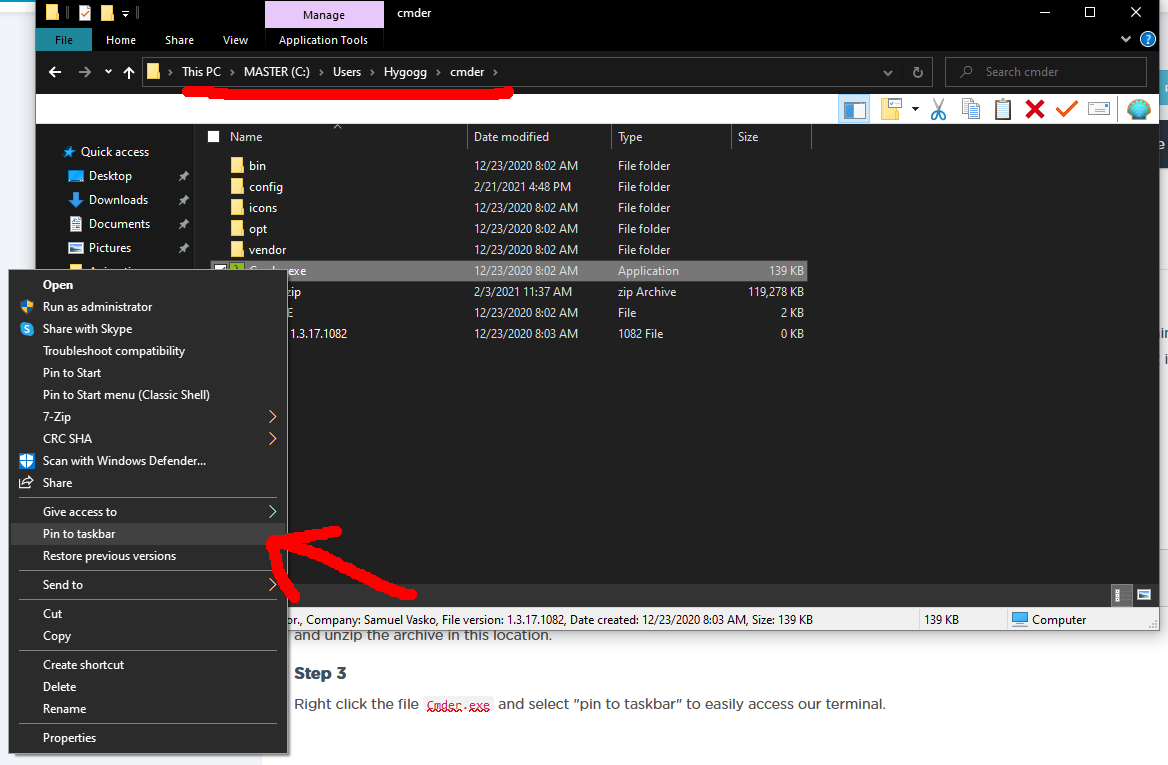 Manage
cmder
File
Home
Share
View
Application Tools
This PC > MASTER (C:) > Users > Hygogg > cmder >
Search cmder
Name
Date modified
Type
Size
Quick access
Desktop
Downloads
Documents
Pictures
bin 12/23/2020 8:02 AM File folder
config 2/21/2021 4:48 PM File folder
icons 12/23/2020 8:02 AM File folder
opt 12/23/2020 8:02 AM File folder
vendor 12/23/2020 8:02 AM File folder
.exe 12/23/2020 8:02 AM Application 139 KB
zip 2/3/2021 11:37 AM zip Archive 119,278 KB
E 12/23/2020 8:02 AM File 2 KB
1.3.17.1082 12/23/2020 8:03 AM 1082 File 0 KB
Open
Run as administrator
Share with Skype
Troubleshoot compatibility
Pin to Start
Pin to Start menu (Classic Shell)
7-Zip
CRC SHA
Scan with Windows Defender...
Share
Give access to
Pin to taskbar
Restore previous versions
Send to
Cut
Copy
Create shortcut
Delete
Rename
Properties
or., Company: Samuel Vasko, File version: 1.3.17.1082, Date created: 12/23/2020 8:03 AM, Size: 139 KB
139 KB
Computer
and unzip the archive in this location.
Step 3
Right click the file Cmder.exe and select "pin to taskbar" to easily access our terminal.